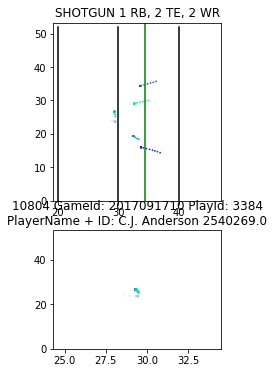 SHOTGUN 1 RB, 2 TE, 2 WR
50
40
30
20
10
0
20 30 40
10804 GameId: 2017091710 PlayId: 3384
PlayerName + ID: C.J. Anderson 2540269.0
40
20
0
25.0 27.5 30.0 32.5